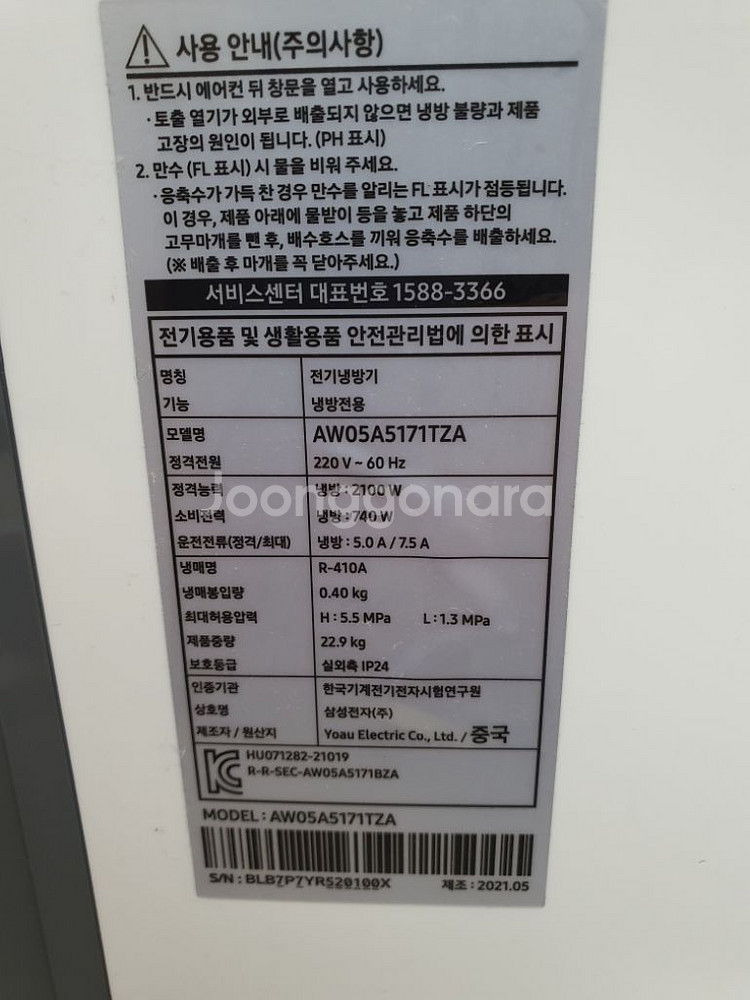 사용 안내(주의사항)
1. 반드시 에어컨 뒤 창문을 열고 사용하세요.
· 토출 열기가 외부로 배출되지 않으면 냉방 불량과 제품
고장의 원인이 됩니다. (PH 표시)
2. 만수 (FL 표시) 시 물을 비워 주세요.
· 응축수가 가득 찬 경우 만수를 알리는 FL 표시가 점등됩니다.
이 경우, 제품 아래에 물받이 등을 놓고 제품 하단의
고무마개를 뺀 후, 배수호스를 끼워 응축수를 배출하세요.
(※ 배출 후 마개를 꼭 닫아주세요.)
서비스센터 대표번호 1588-3366
전기용품 및 생활용품 안전관리법에 의한 표시
명칭 전기냉방기
기능 냉방전용
모델명 AW05A5171TZA
정격전원 220 V ~ 60 Hz
정격능력 냉방 : 2100 W
Joonggonara
소비전력 냉방 : 740 W
운전전류(정격/최대) 냉방 : 5.0 A / 7.5 A
냉매명 R-410A
냉매봉입량 0.40 kg
최대허용압력 H : 5.5 MPa L : 1.3 MPa
제품중량 22.9 kg
보호등급 실외측 IP24
인증기관 한국기계전기전자시험연구원
상호명 삼성전자(주)
제조자 / 원산지 Yoau Electric Co., Ltd. / 중국
HU071282-21019
R-R-SEC-AW05A5171BZA
MODEL : AW05A5171TZA
S/N : BLB7P7YR520100X 제조 : 2021.05